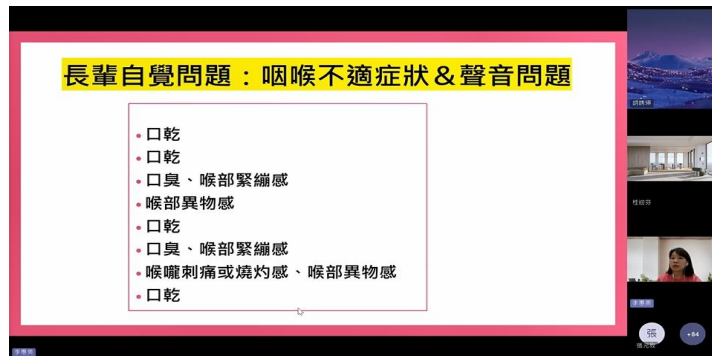 長輩自覺問題：咽喉不適症狀＆聲音問題
• 口乾
• 口乾
• 口臭、喉部緊繃感
• 喉部異物感
• 口乾
• 口臭、喉部緊繃感
• 喉嚨刺痛或燒灼感、喉部異物感
• 口乾
張
+84